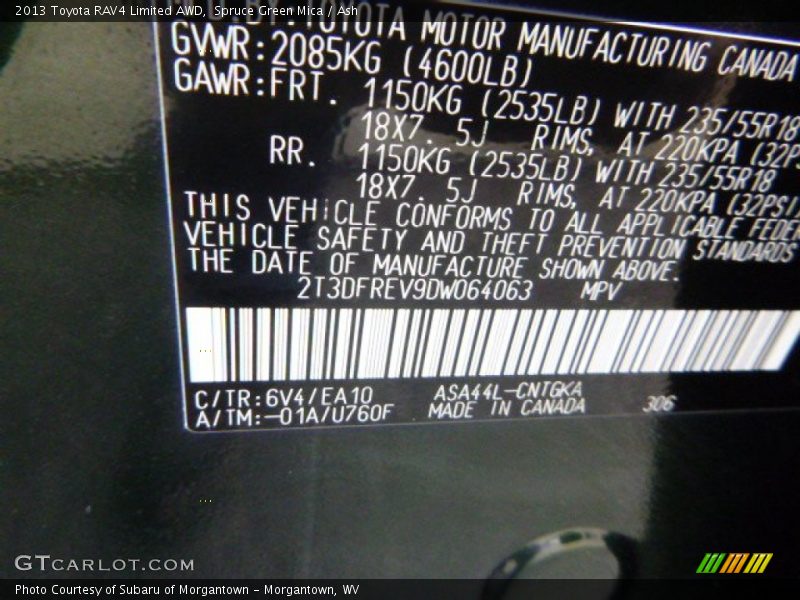 2013 Toyota RAV4 Limited AWD, Spruce Green Mica / Ash
TOYOTA MOTOR MANUFACTURING CANADA
GVWR:2085KG (4600LB)
GAWR:FRT. 1150KG (2535LB) WITH 235/55R18
18X7. 5J RIMS, AT 220KPA (32P
RR. 1150KG (2535LB) WITH 235/55R18
18X7. 5J RIMS, AT 220KPA (32PSI
THIS VEHICLE CONFORMS TO ALL APPLICABLE FEDER
VEHICLE SAFETY AND THEFT PREVENTION STANDARDS
THE DATE OF MANUFACTURE SHOWN ABOVE.
2T3DFREV9DW064063 MPV
C/TR:6V4/EA10 ASA44L-CNTGKA
A/TM:-01A/U760F MADE IN CANADA 306
GTCARLOT.COM
Photo Courtesy of Subaru of Morgantown - Morgantown, WV